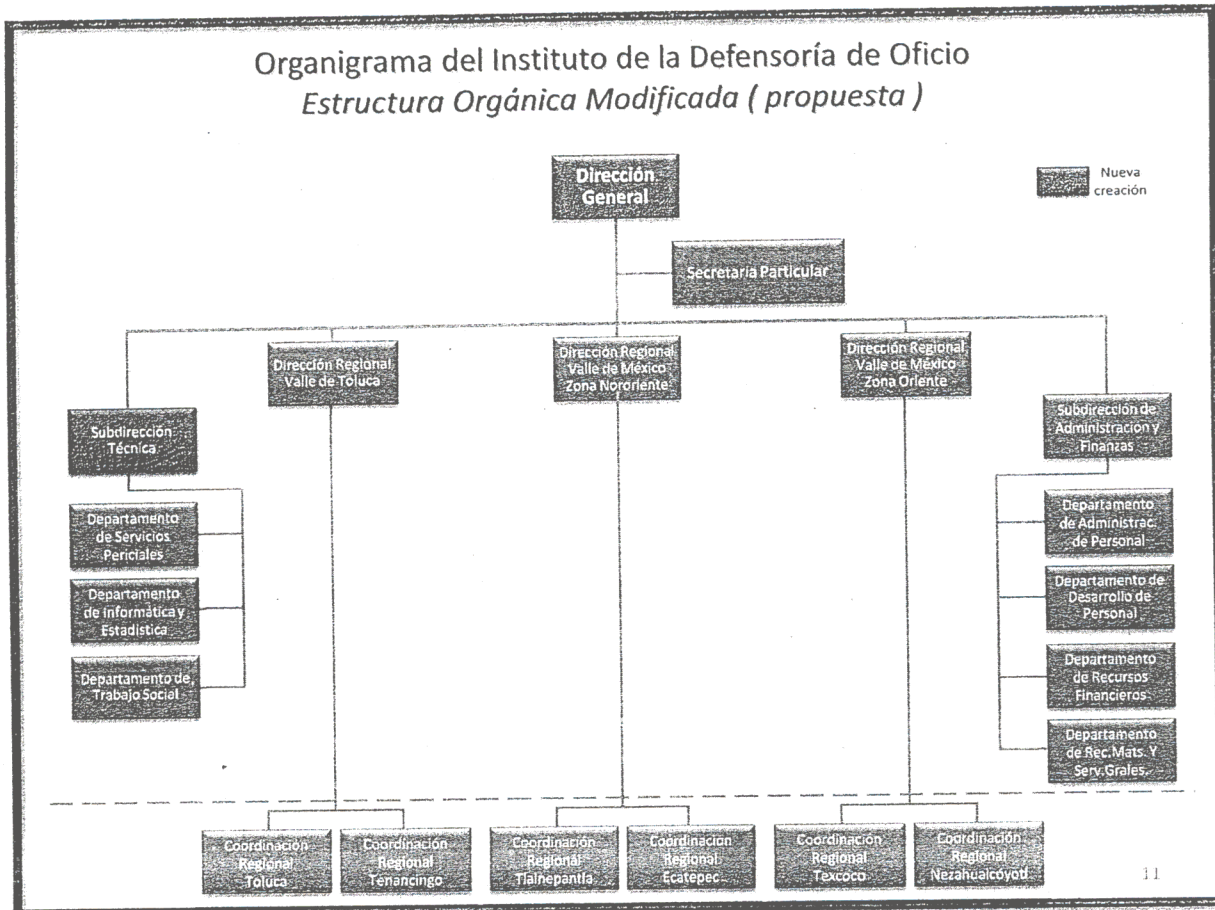 Organigrama del Instituto de la Defensoría de Oficio
Estructura Orgánica Modificada ( propuesta )
Dirección
General
Nueva
creación
Secretaria Particular
Dirección Regional
Valle de Toluca
Dirección Regional
Valle de México
Zona Nororiente
Dirección Regional
Valle de México
Zona Oriente
Subdirección
Técnica
Subdirección de
Administración y
Finanzas
Departamento
de Servicios
Periciales
Departamento
de Informática y
Estadística
Departamento de
Trabajo Social
Departamento
de Administrac.
de Personal
Departamento de
Desarrollo de
Personal
Departamento
de Recursos
Financieros
Departamento
de Rec.Mats. Y
Serv.Grales.
Coordinación
Regional
Toluca
Coordinación
Regional
Tenancingo
Coordinación
Regional
Tlalnepantla
Coordinación
Regional
Ecatepec
Coordinación
Regional
Texcoco
Coordinación
Regional
Nezahualcóyotl
11